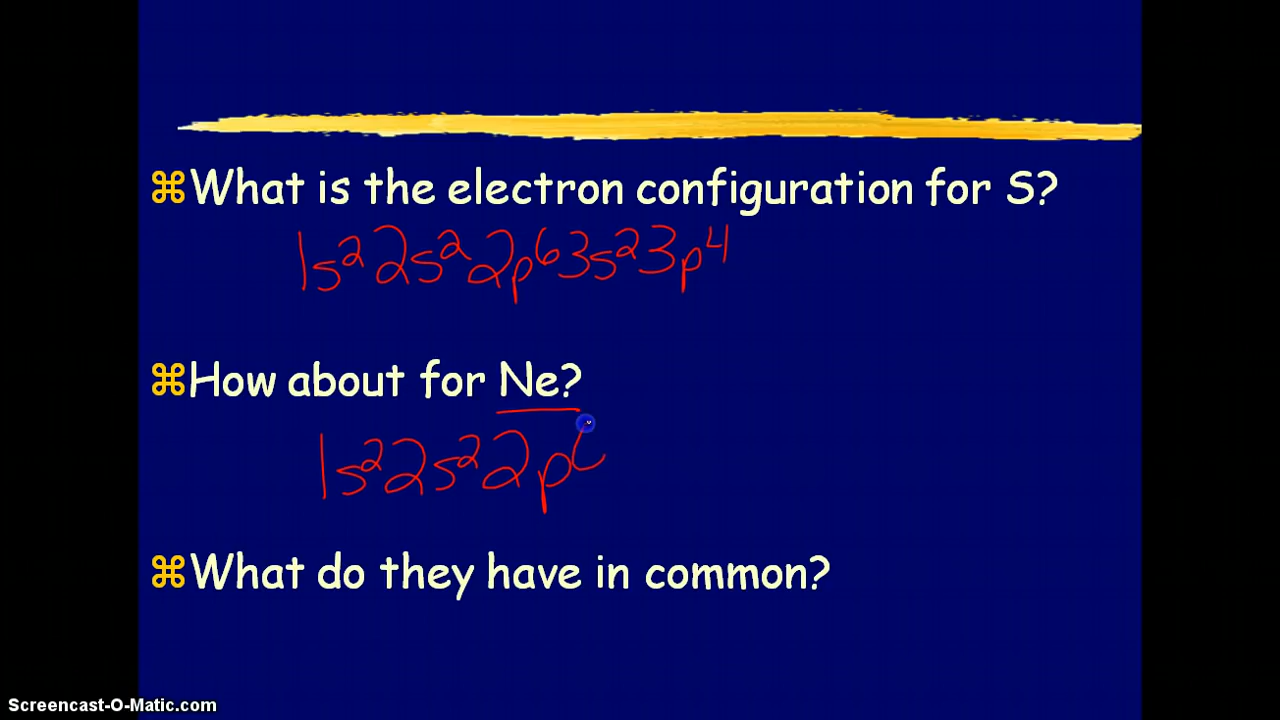 ⌘What is the electron configuration for S?
1s²2s²2p⁶3s²3p⁴
⌘How about for Ne?
1s²2s²2p⁶
⌘What do they have in common?
Screencast-O-Matic.com